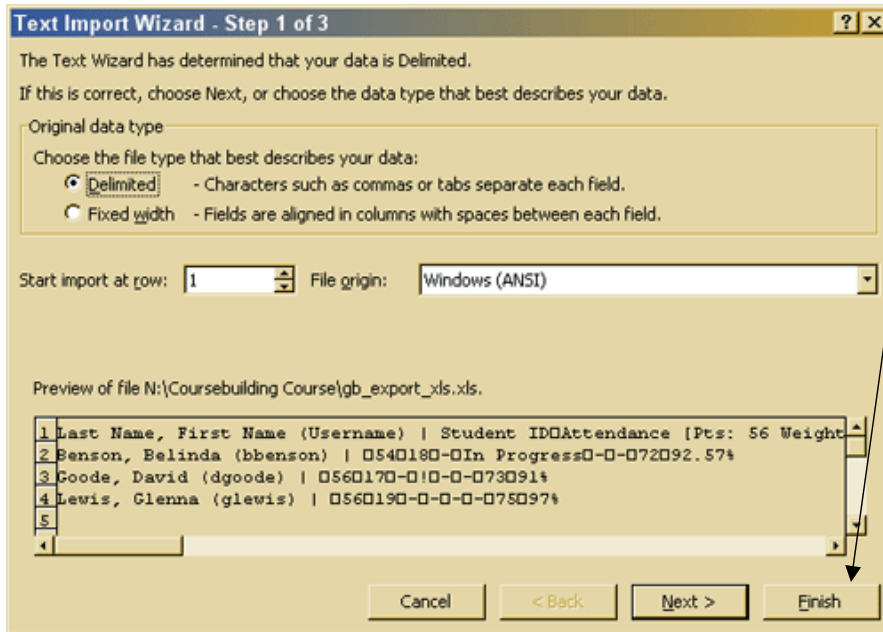 Text Import Wizard - Step 1 of 3
The Text Wizard has determined that your data is Delimited.
If this is correct, choose Next, or choose the data type that best describes your data.
Original data type
Choose the file type that best describes your data:
Delimited - Characters such as commas or tabs separate each field.
Fixed width - Fields are aligned in columns with spaces between each field.
Start import at row: 1 File origin: Windows (ANSI)
Preview of file N:\Coursebuilding Course\gb_export_xls.xls.
1 Last Name, First Name (Username) | Student ID□Attendance [Pts: 56 Weight
2 Benson, Belinda (bbenson) | □54□18□-□In Progress□-□-□72□92.57%
3 Goode, David (dgoode) | □56□17□-□!□-□-□73□91%
4 Lewis, Glenna (glewis) | □56□19□-□-□-□-□75□97%
5
Cancel < Back Next > Finish